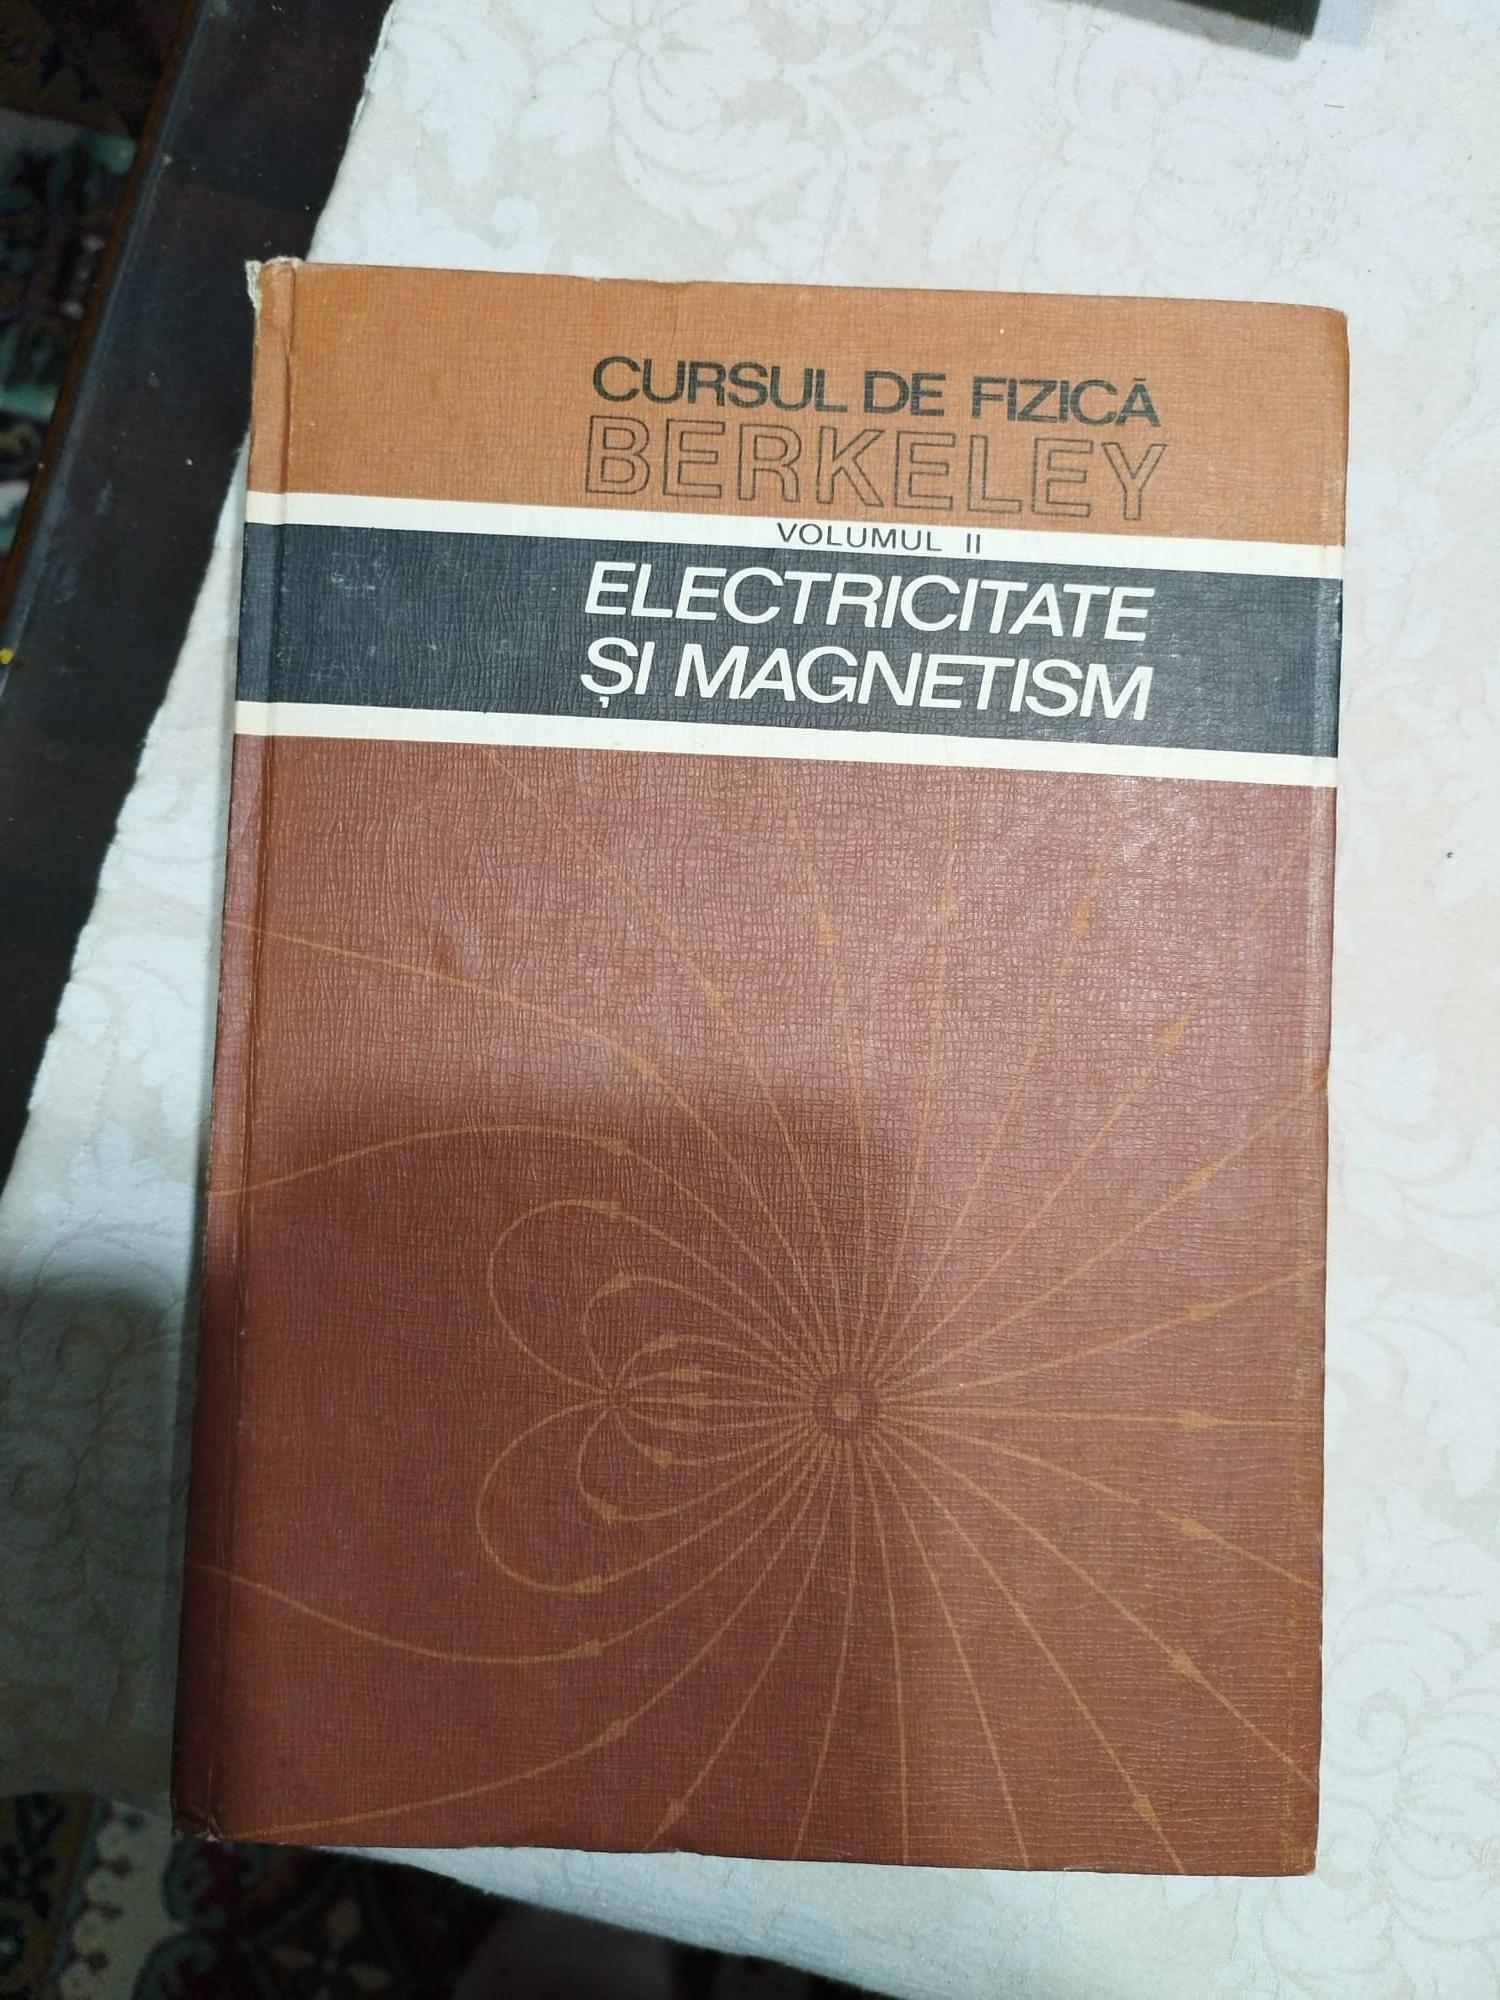 CURSUL DE FIZICĂ
BERKELEY
VOLUMUL II
ELECTRICITATE
ȘI MAGNETISM